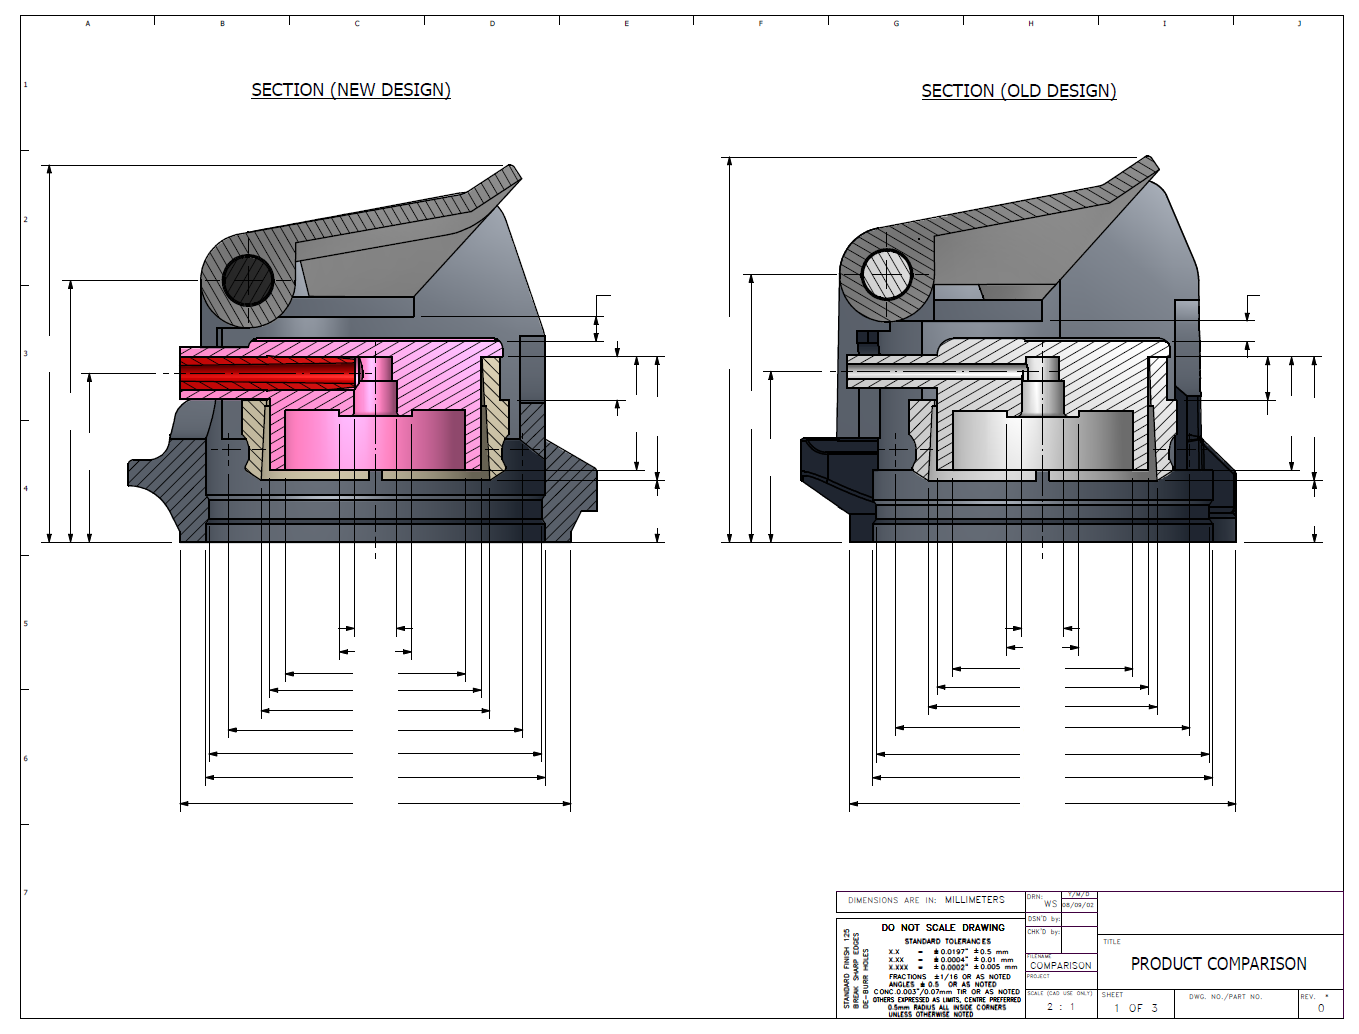 A B C D E F G H I J
1
2
3
4
5
6
7
SECTION (NEW DESIGN)
SECTION (OLD DESIGN)
DIMENSIONS ARE IN: MILLIMETERS
STANDARD FINISH 125
BREAK SHARP EDGES
DE-BURR HOLES
DO NOT SCALE DRAWING
STANDARD TOLERANCES
X.X = ±0.0197" ±0.5 mm
X.XX = ±0.0004" ±0.01 mm
X.XXX = ±0.0002" ±0.005 mm
FRACTIONS ±1/16 OR AS NOTED
ANGLES ±0.5 OR AS NOTED
CONC.0.003"/0.07mm TIR OR AS NOTED
OTHERS EXPRESSED AS LIMITS, CENTRE PREFERRED
0.5mm RADIUS ALL INSIDE CORNERS
UNLESS OTHERWISE NOTED
DRN: WS
Y/M/D
08/09/02
DSN'D by:
CHK'D by:
FILENAME
COMPARISON
PROJECT
SCALE (CAD USE ONLY)
2 : 1
TITLE
PRODUCT COMPARISON
SHEET
1 OF 3
DWG. NO./PART NO.
REV. *
0